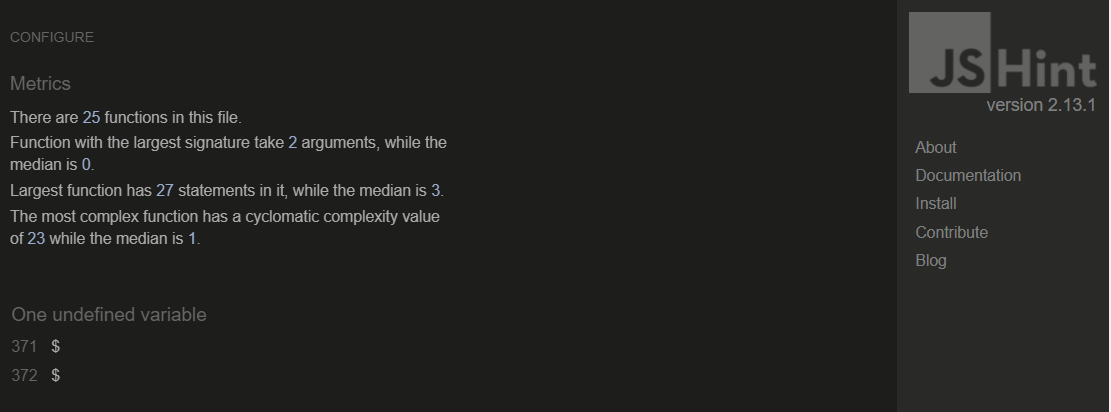 CONFIGURE
Metrics
There are 25 functions in this file.
Function with the largest signature take 2 arguments, while the
median is 0.
Largest function has 27 statements in it, while the median is 3.
The most complex function has a cyclomatic complexity value
of 23 while the median is 1.
One undefined variable
371 $
372 $
JSHint
version 2.13.1
About
Documentation
Install
Contribute
Blog